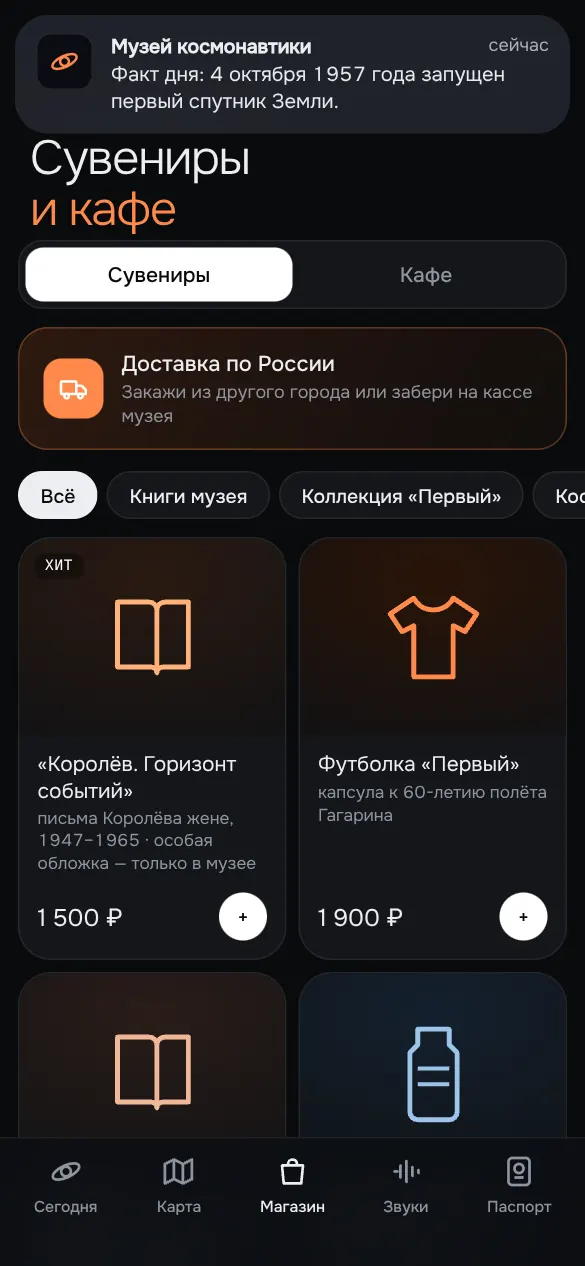 Музей космонавтики
сейчас
Факт дня: 4 октября 1957 года запущен
первый спутник Земли.
Сувениры
и кафе
Сувениры
Кафе
Доставка по России
Закажи из другого города или забери на кассе
музея
Всё
Книги музея
Коллекция «Первый»
Кос
ХИТ
«Королёв. Горизонт
событий»
письма Королёва жене,
1947–1965 · особая
обложка — только в музее
1 500 ₽
+
Футболка «Первый»
капсула к 60-летию полёта
Гагарина
1 900 ₽
+
Сегодня
Карта
Магазин
Звуки
Паспорт